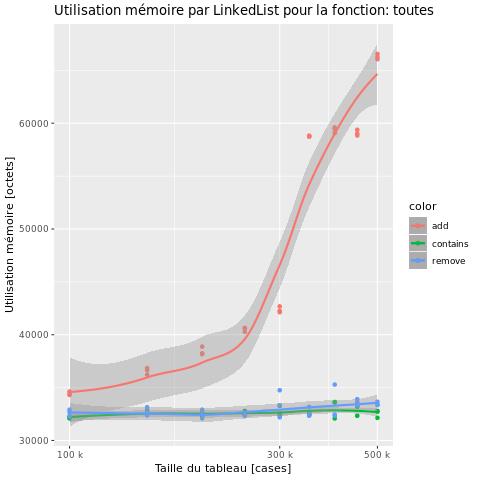 Utilisation mémoire par LinkedList pour la fonction: toutes
Utilisation mémoire [octets]
60000
50000
40000
30000
100 k
300 k
500 k
Taille du tableau [cases]
color
add
contains
remove